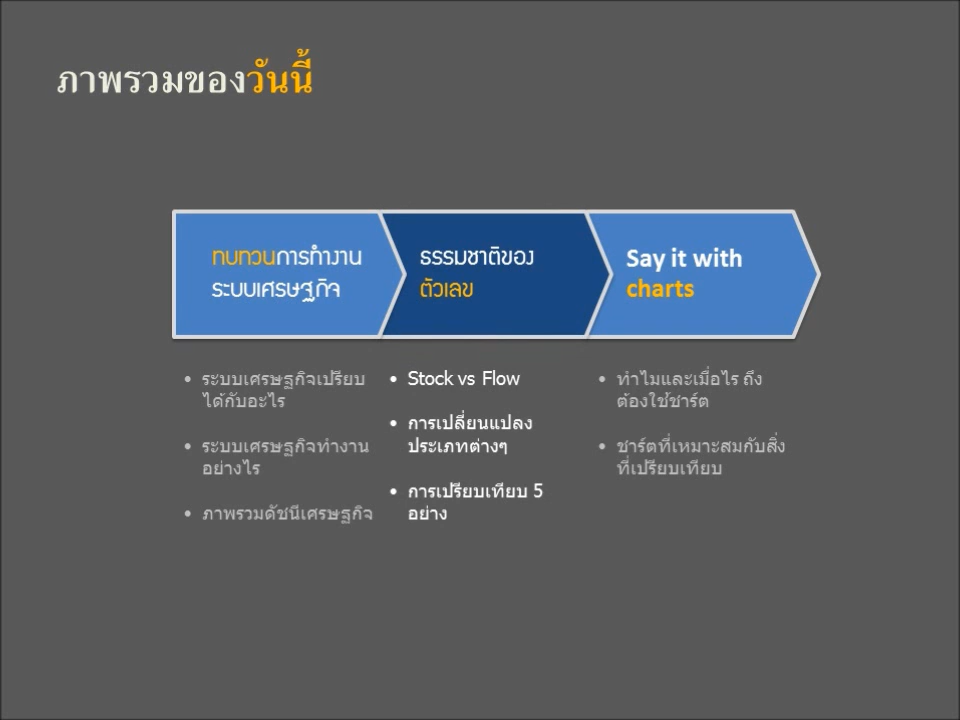 ภาพรวมของวันนี้
ทบทวนการทำงาน
ระบบเศรษฐกิจ
ธรรมชาติของ
ตัวเลข
Say it with
charts
• ระบบเศรษฐกิจเปรียบ
ได้กับอะไร
• ระบบเศรษฐกิจทำงาน
อย่างไร
• ภาพรวมดัชนีเศรษฐกิจ
• Stock vs Flow
• การเปลี่ยนแปลง
ประเภทต่างๆ
• การเปรียบเทียบ 5
อย่าง
• ทำไมและเมื่อไร ถึง
ต้องใช้ชาร์ต
• ชาร์ตที่เหมาะสมกับสิ่ง
ที่เปรียบเทียบ